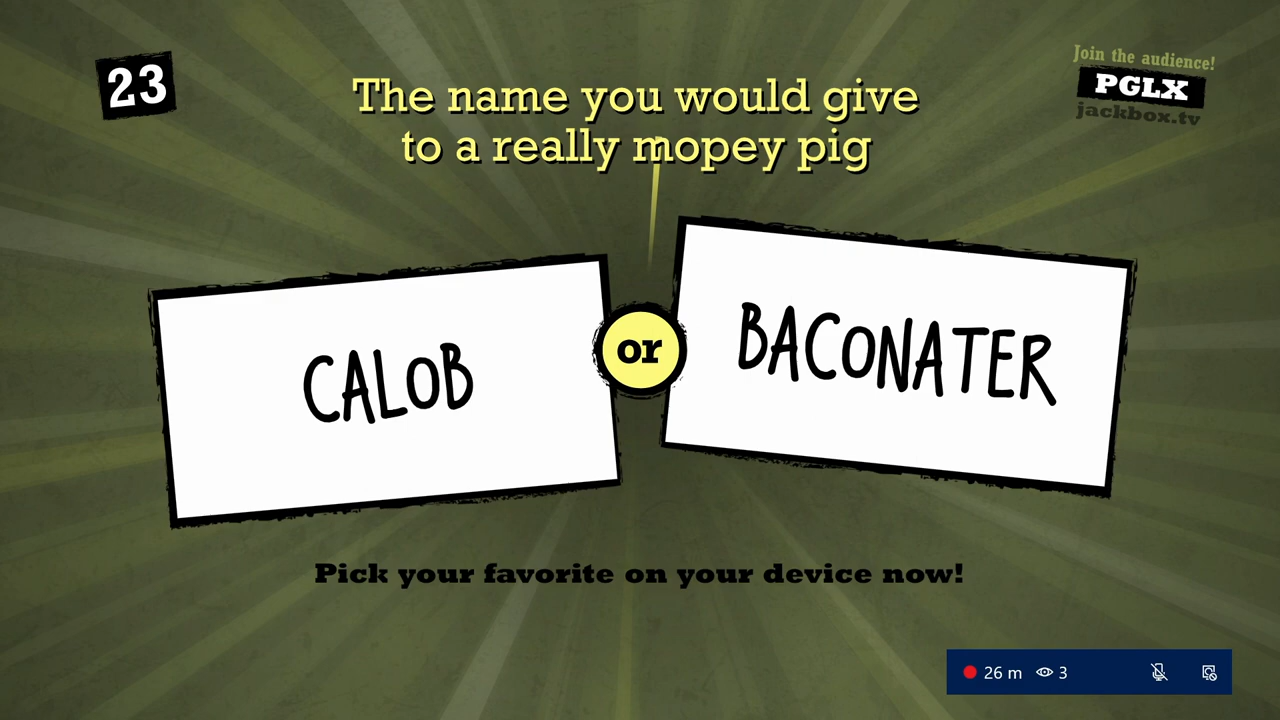 23
Join the audience!
PGLX
jackbox.tv
The name you would give
to a really mopey pig
CALOB
or
BACONATER
Pick your favorite on your device now!
26 m 3